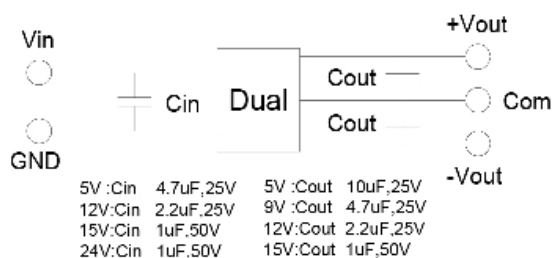 Vin
+Vout
Cout
Cin
Dual
Com
Cout
GND
-Vout
5V :Cin 4.7uF,25V 5V :Cout 10uF,25V
12V:Cin 2.2uF,25V 9V :Cout 4.7uF,25V
15V:Cin 1uF,50V 12V:Cout 2.2uF,25V
24V:Cin 1uF,50V 15V:Cout 1uF,50V